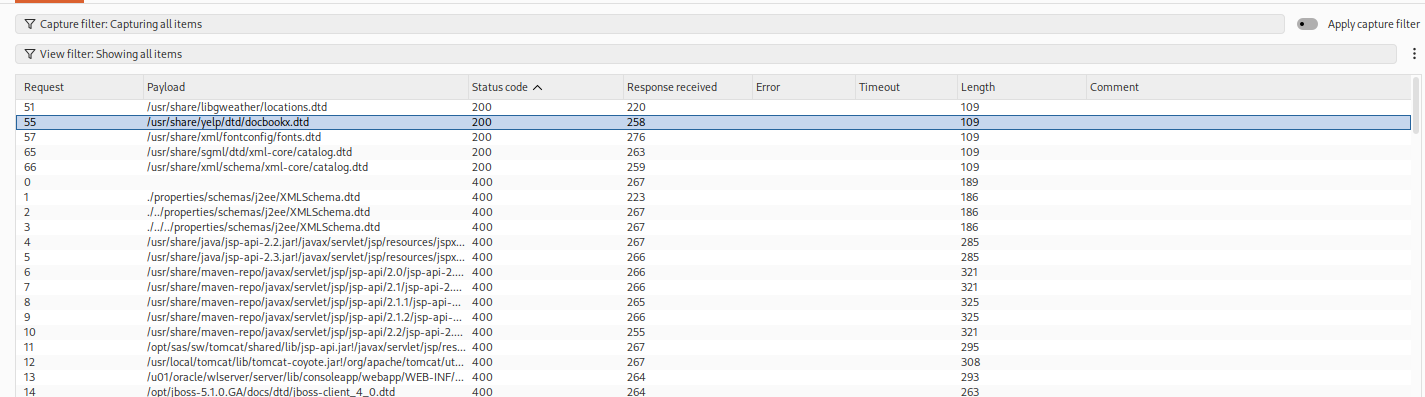 Capture filter: Capturing all items
Apply capture filter
View filter: Showing all items
Request Payload Status code Response received Error Timeout Length Comment
51 /usr/share/libgweather/locations.dtd 200 220 109
55 /usr/share/yelp/dtd/docbookx.dtd 200 258 109
57 /usr/share/xml/fontconfig/fonts.dtd 200 276 109
65 /usr/share/sgml/dtd/xml-core/catalog.dtd 200 263 109
66 /usr/share/xml/schema/xml-core/catalog.dtd 200 259 109
0 400 267 189
1 ./properties/schemas/j2ee/XMLSchema.dtd 400 223 186
2 ./../properties/schemas/j2ee/XMLSchema.dtd 400 267 186
3 ./../../properties/schemas/j2ee/XMLSchema.dtd 400 267 186
4 /usr/share/java/jsp-api-2.2.jar!/javax/servlet/jsp/resources/jspx... 400 267 285
5 /usr/share/java/jsp-api-2.3.jar!/javax/servlet/jsp/resources/jspx... 400 266 285
6 /usr/share/maven-repo/javax/servlet/jsp/jsp-api/2.0/jsp-api-2.... 400 266 321
7 /usr/share/maven-repo/javax/servlet/jsp/jsp-api/2.1/jsp-api-2.... 400 266 321
8 /usr/share/maven-repo/javax/servlet/jsp/jsp-api/2.1.1/jsp-api-... 400 265 325
9 /usr/share/maven-repo/javax/servlet/jsp/jsp-api/2.1.2/jsp-api-... 400 266 325
10 /usr/share/maven-repo/javax/servlet/jsp/jsp-api/2.2/jsp-api-2.... 400 255 321
11 /opt/sas/sw/tomcat/shared/lib/jsp-api.jar!/javax/servlet/jsp/res... 400 267 295
12 /usr/local/tomcat/lib/tomcat-coyote.jar!/org/apache/tomcat/ut... 400 267 308
13 /u01/oracle/wlserver/server/lib/consoleapp/webapp/WEB-INF/... 400 264 293
14 /opt/jboss-5.1.0.GA/docs/dtd/jboss-client_4_0.dtd 400 264 263